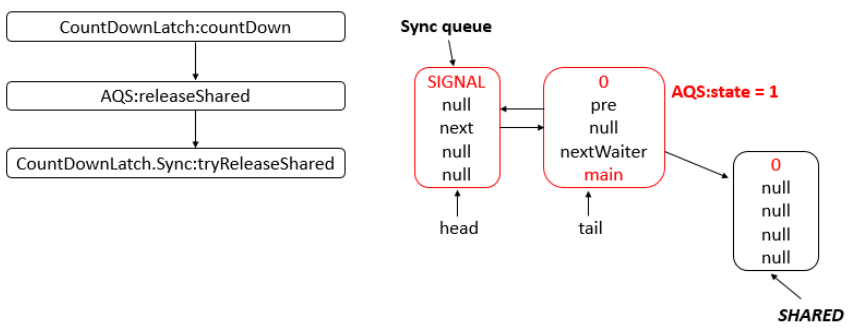 CountDownLatch:countDown
AQS:releaseShared
CountDownLatch.Sync:tryReleaseShared
Sync queue
SIGNAL
null
next
null
null
head
0
pre
null
nextWaiter
main
tail
AQS:state = 1
0
null
null
null
null
SHARED